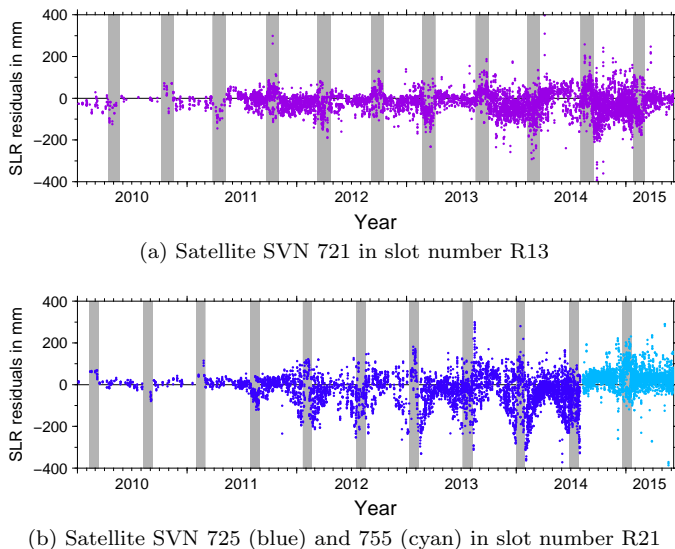 400
200
0
−200
−400
SLR residuals in mm
2010 2011 2012 2013 2014 2015
Year
(a) Satellite SVN 721 in slot number R13
400
200
0
−200
−400
SLR residuals in mm
2010 2011 2012 2013 2014 2015
Year
(b) Satellite SVN 725 (blue) and 755 (cyan) in slot number R21